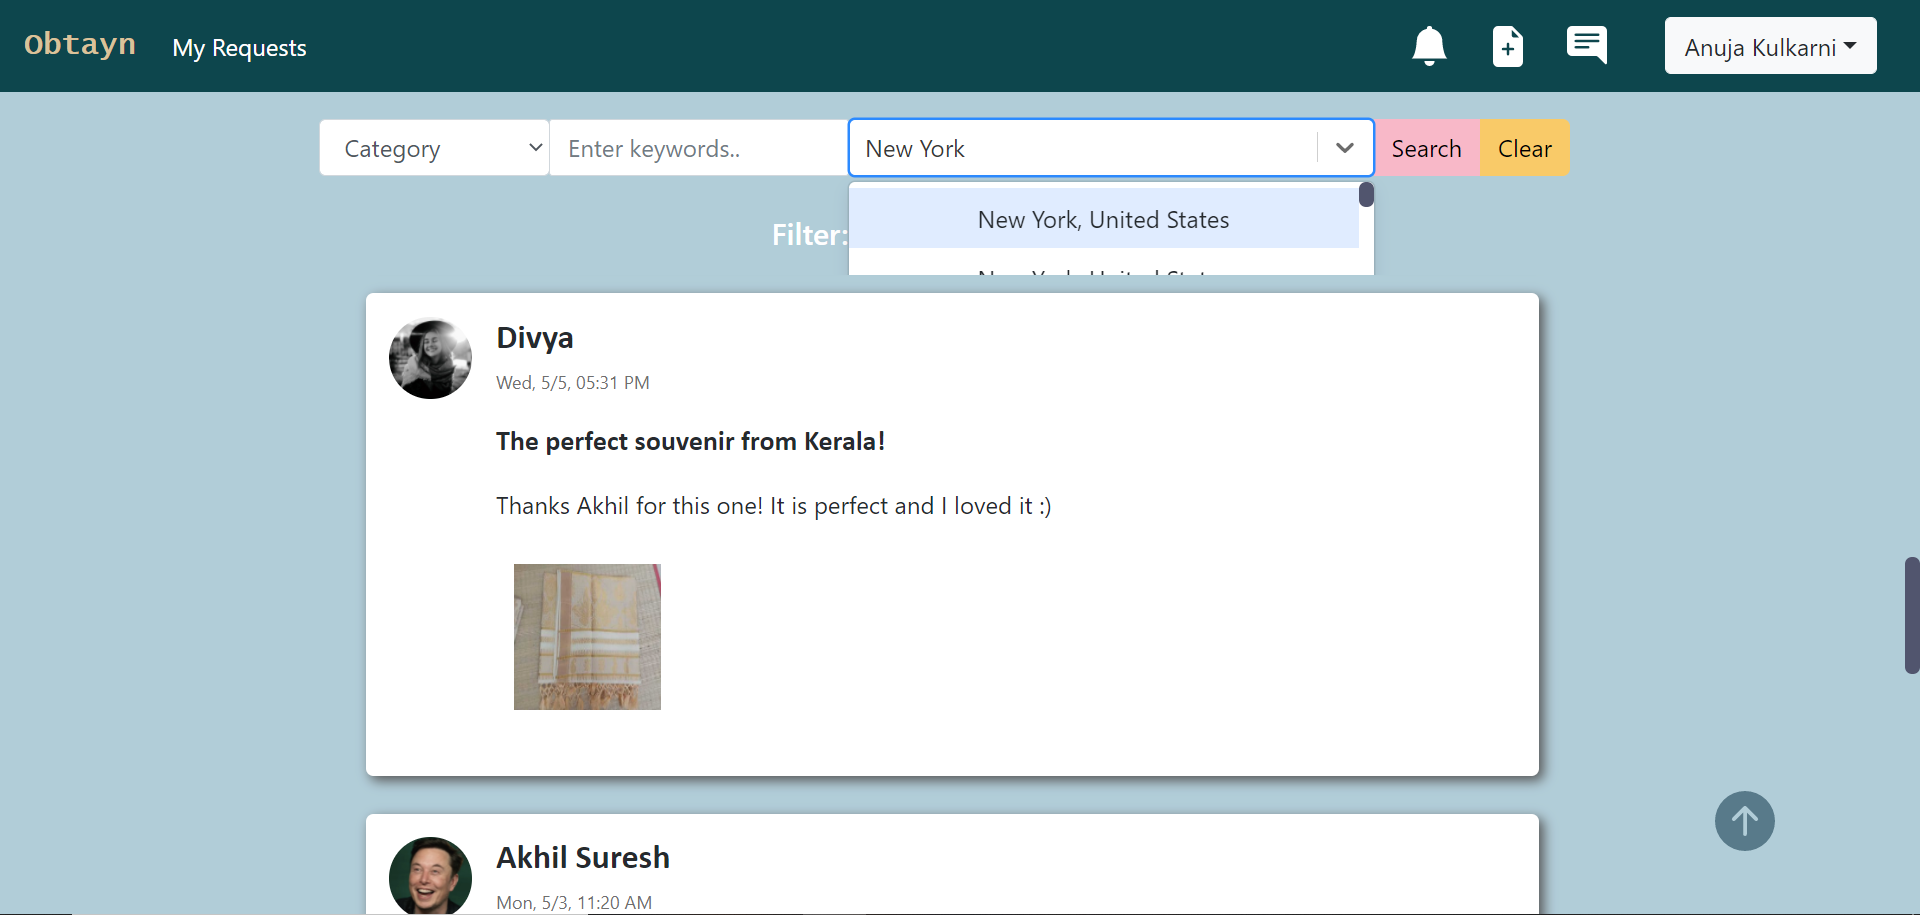 Obtayn My Requests Anuja Kulkarni
Category Enter keywords.. New York Search Clear
New York, United States
Filter:
Divya
Wed, 5/5, 05:31 PM
The perfect souvenir from Kerala!
Thanks Akhil for this one! It is perfect and I loved it :)
Akhil Suresh
Mon, 5/3, 11:20 AM